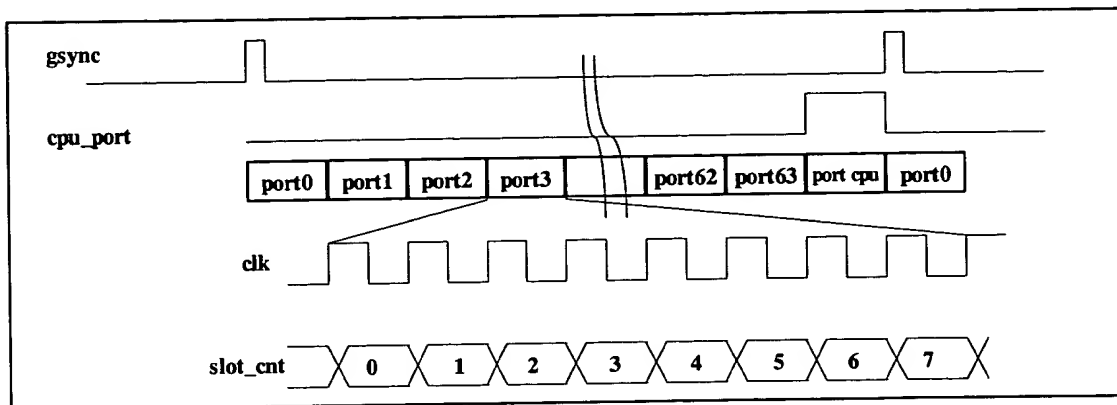 gsync
cpu_port
port0 port1 port2 port3 port62 port63 port cpu port0
clk
slot_cnt 0 1 2 3 4 5 6 7